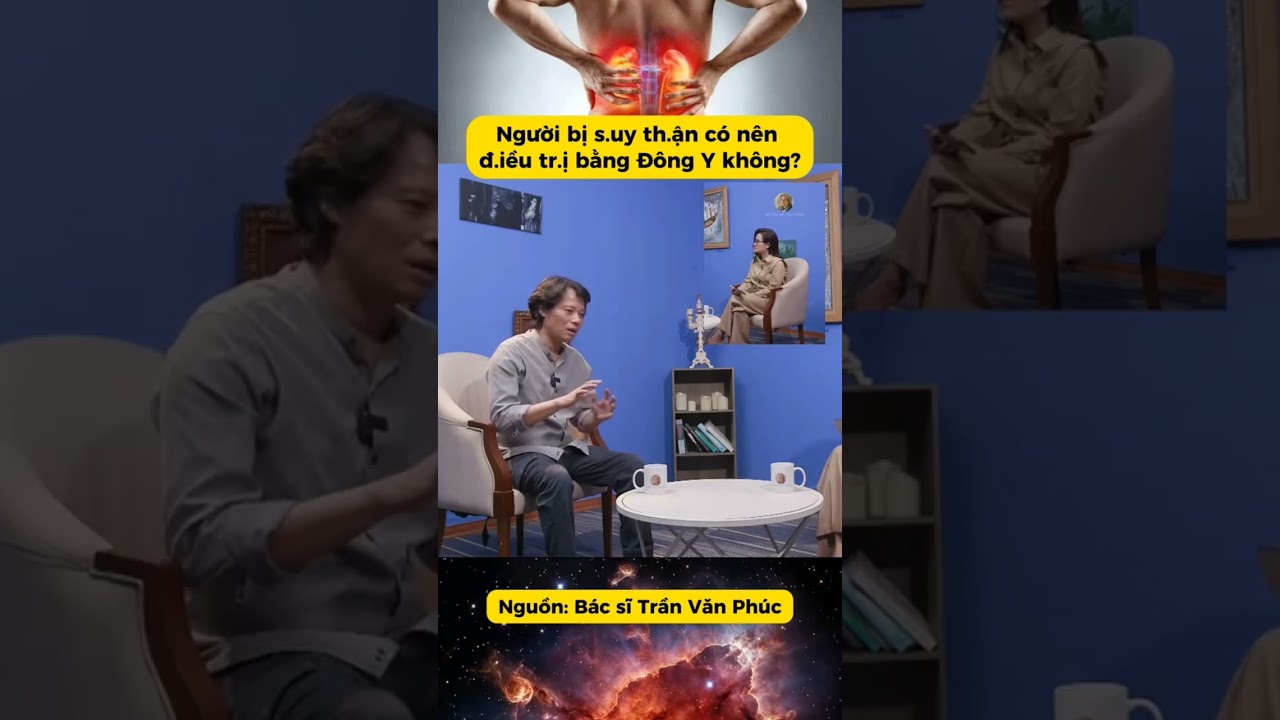 Người bị s.uy th.ận có nên
đ.iều tr.ị bằng Đông Y không?
Nguồn: Bác sĩ Trần Văn Phúc